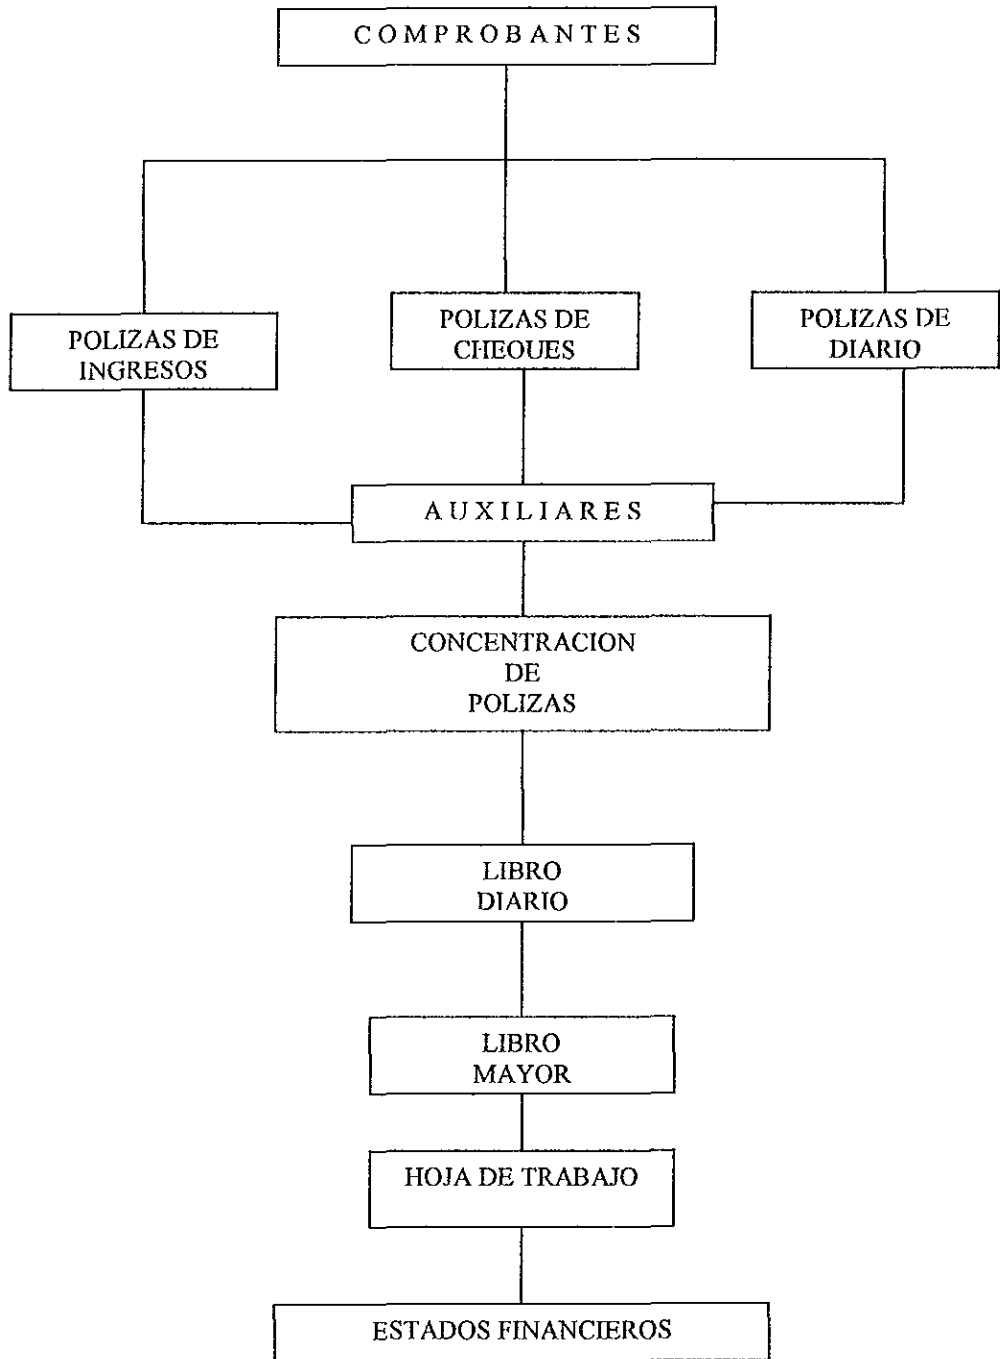 COMPROBANTES
POLIZAS DE
INGRESOS
POLIZAS DE
CHEQUES
POLIZAS DE
DIARIO
AUXILIARES
CONCENTRACION
DE
POLIZAS
LIBRO
DIARIO
LIBRO
MAYOR
HOJA DE TRABAJO
ESTADOS FINANCIEROS